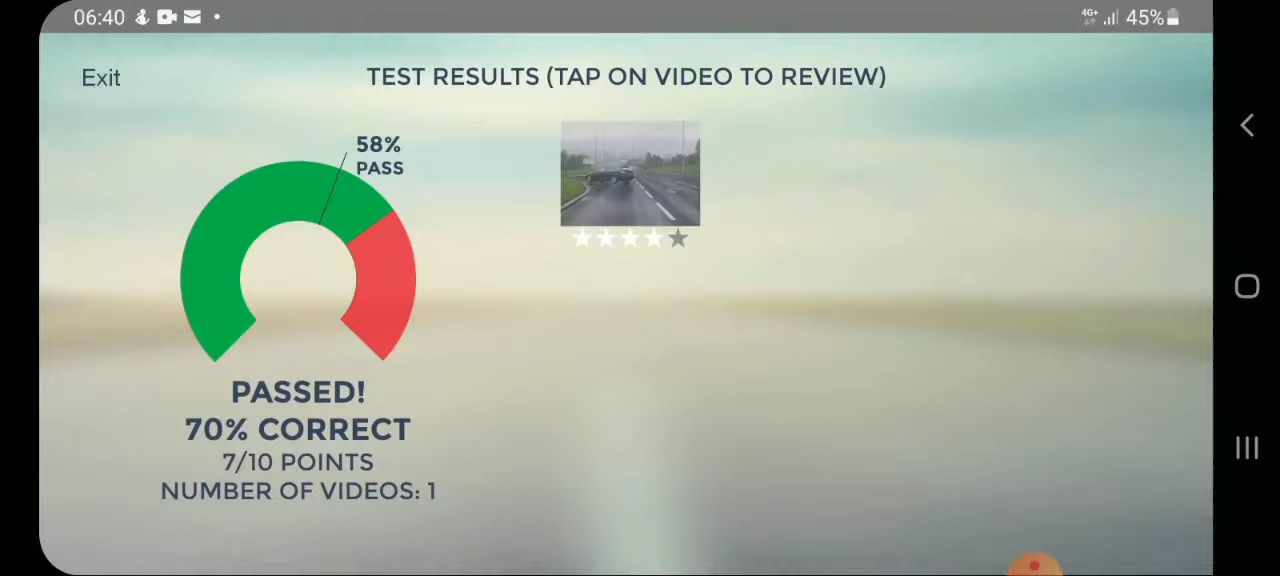 06:40
4G+ 45%
Exit
TEST RESULTS (TAP ON VIDEO TO REVIEW)
58%
PASS
PASSED!
70% CORRECT
7/10 POINTS
NUMBER OF VIDEOS: 1